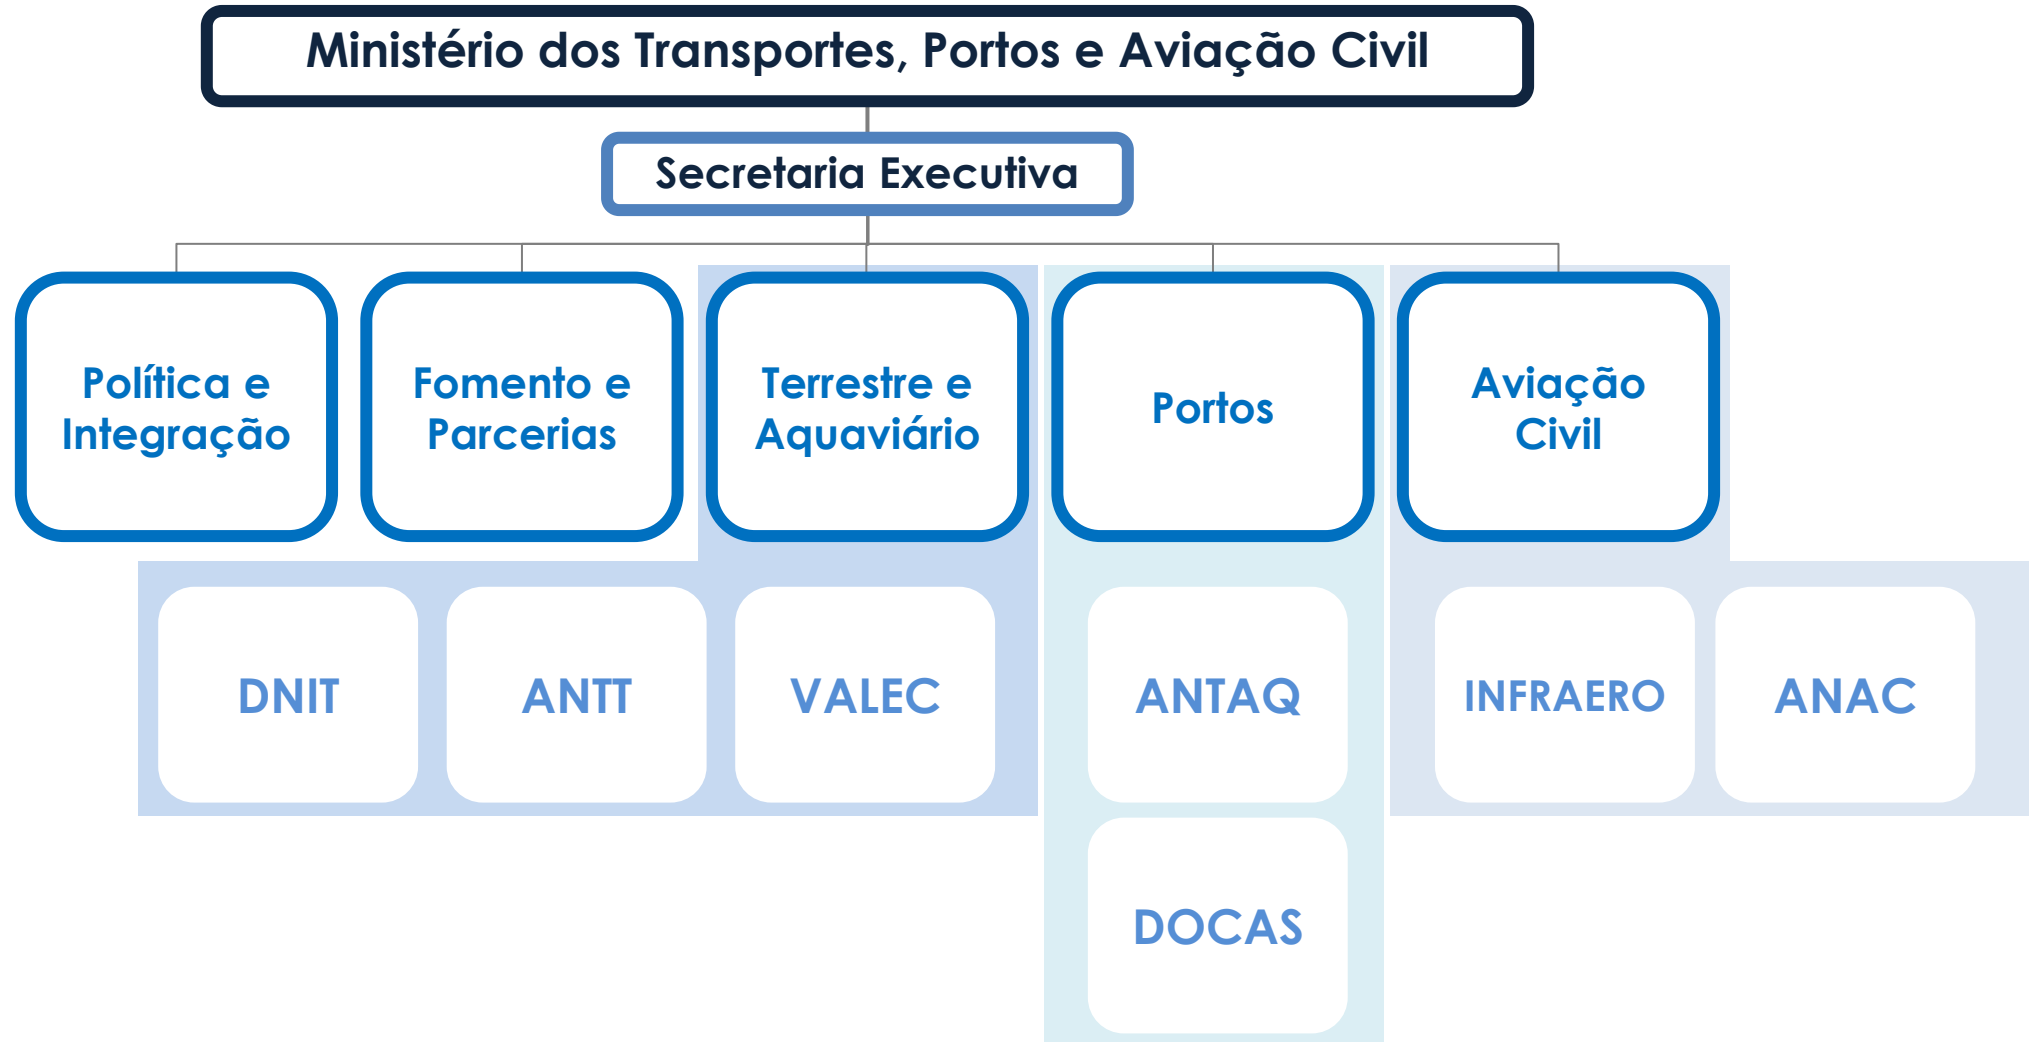 Ministério dos Transportes, Portos e Aviação Civil
Secretaria Executiva
Política e
Integração
Fomento e
Parcerias
Terrestre e
Aquaviário
Portos
Aviação
Civil
DNIT
ANTT
VALEC
ANTAQ
INFRAERO
ANAC
DOCAS